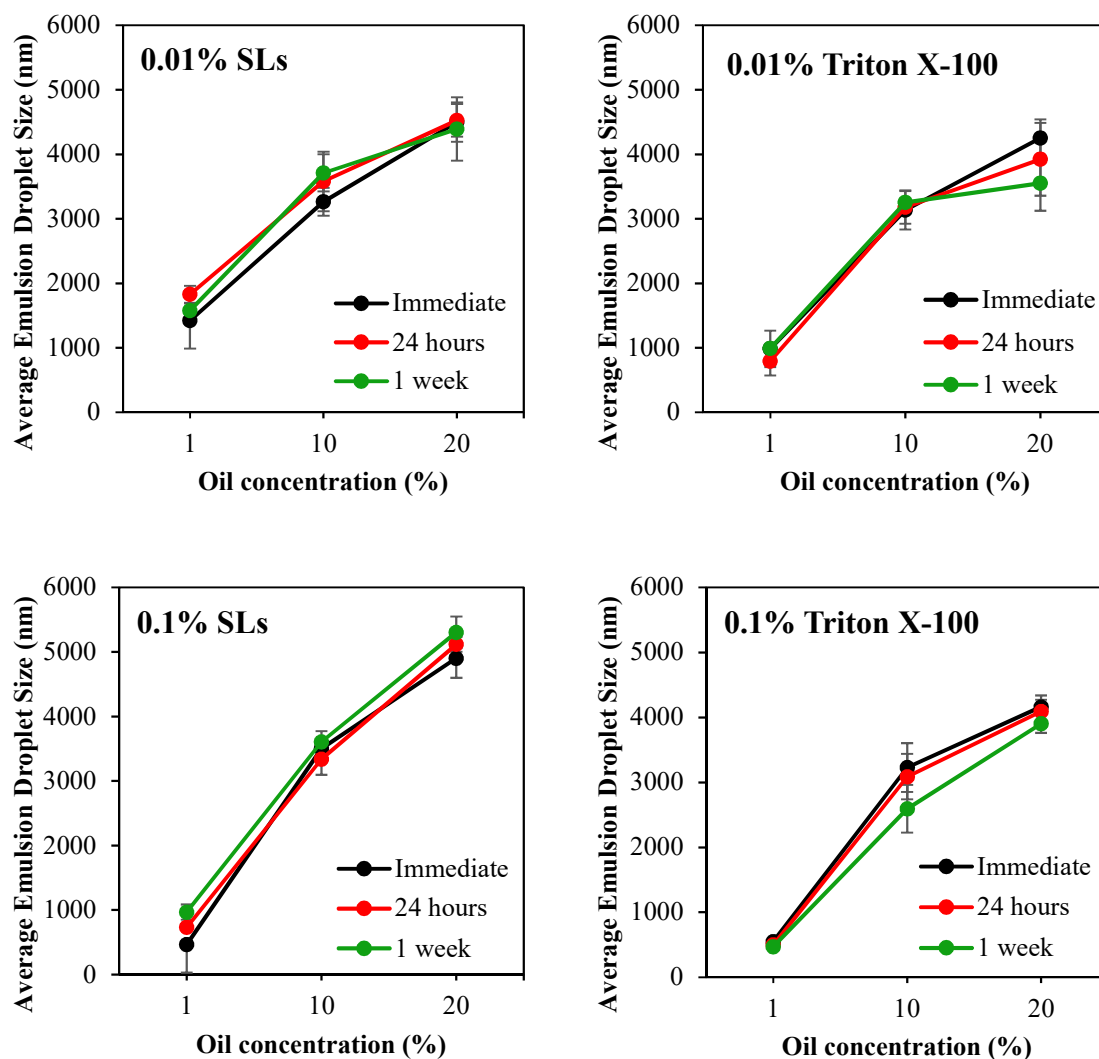 Average Emulsion Droplet Size (nm)
6000
5000
4000
3000
2000
1000
0
0.01% SLs
Immediate
24 hours
1 week
1
10
20
Oil concentration (%)
Average Emulsion Droplet Size (nm)
6000
5000
4000
3000
2000
1000
0
0.01% Triton X-100
Immediate
24 hours
1 week
1
10
20
Oil concentration (%)
Average Emulsion Droplet Size (nm)
6000
5000
4000
3000
2000
1000
0
0.1% SLs
Immediate
24 hours
1 week
1
10
20
Oil concentration (%)
Average Emulsion Droplet Size (nm)
6000
5000
4000
3000
2000
1000
0
0.1% Triton X-100
Immediate
24 hours
1 week
1
10
20
Oil concentration (%)